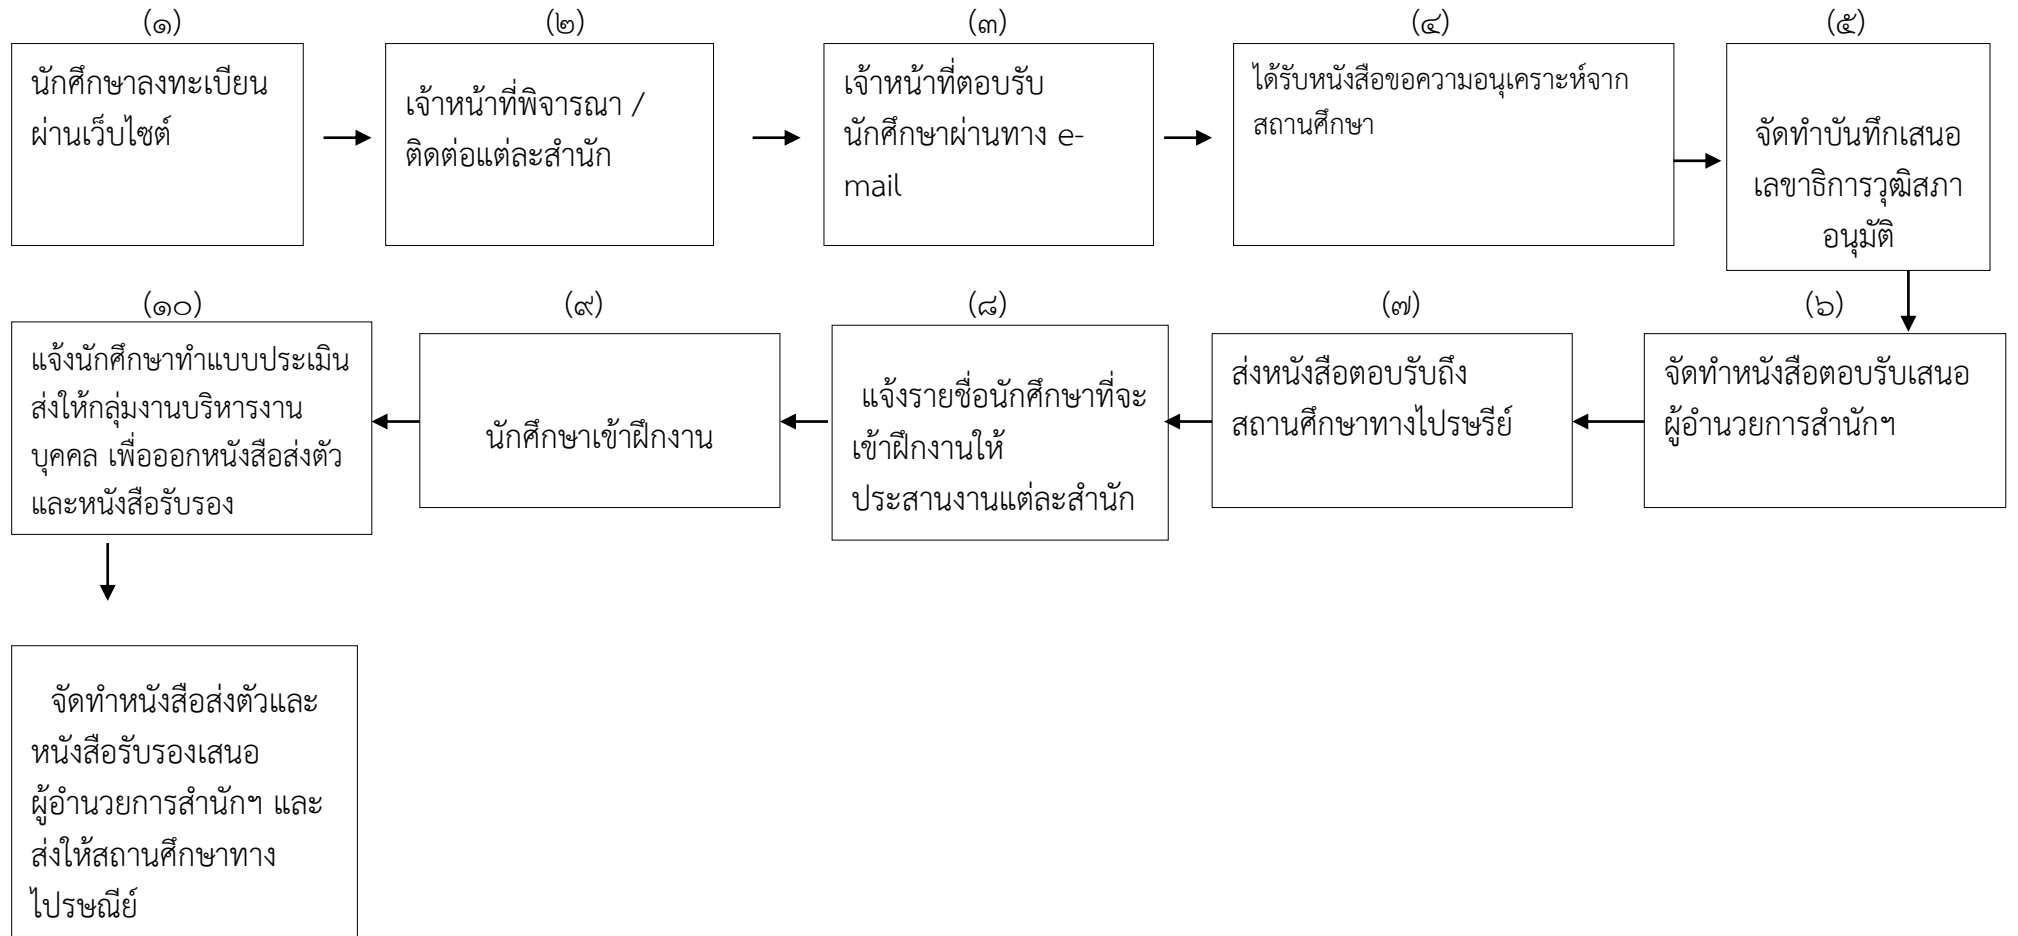 (๑)
นักศึกษาลงทะเบียน
ผ่านเว็บไซต์
(๒)
เจ้าหน้าที่พิจารณา /
ติดต่อแต่ละสำนัก
(๓)
เจ้าหน้าที่ตอบรับ
นักศึกษาผ่านทาง e-
mail
(๔)
ได้รับหนังสือขอความอนุเคราะห์จาก
สถานศึกษา
(๕)
จัดทำบันทึกเสนอ
เลขาธิการวุฒิสภา
อนุมัติ
(๖)
จัดทำหนังสือตอบรับเสนอ
ผู้อำนวยการสำนักฯ
(๗)
ส่งหนังสือตอบรับถึง
สถานศึกษาทางไปรษรีย์
(๘)
แจ้งรายชื่อนักศึกษาที่จะ
เข้าฝึกงานให้
ประสานงานแต่ละสำนัก
(๙)
นักศึกษาเข้าฝึกงาน
(๑๐)
แจ้งนักศึกษาทำแบบประเมิน
ส่งให้กลุ่มงานบริหารงาน
บุคคล เพื่อออกหนังสือส่งตัว
และหนังสือรับรอง
จัดทำหนังสือส่งตัวและ
หนังสือรับรองเสนอ
ผู้อำนวยการสำนักฯ และ
ส่งให้สถานศึกษาทาง
ไปรษณีย์